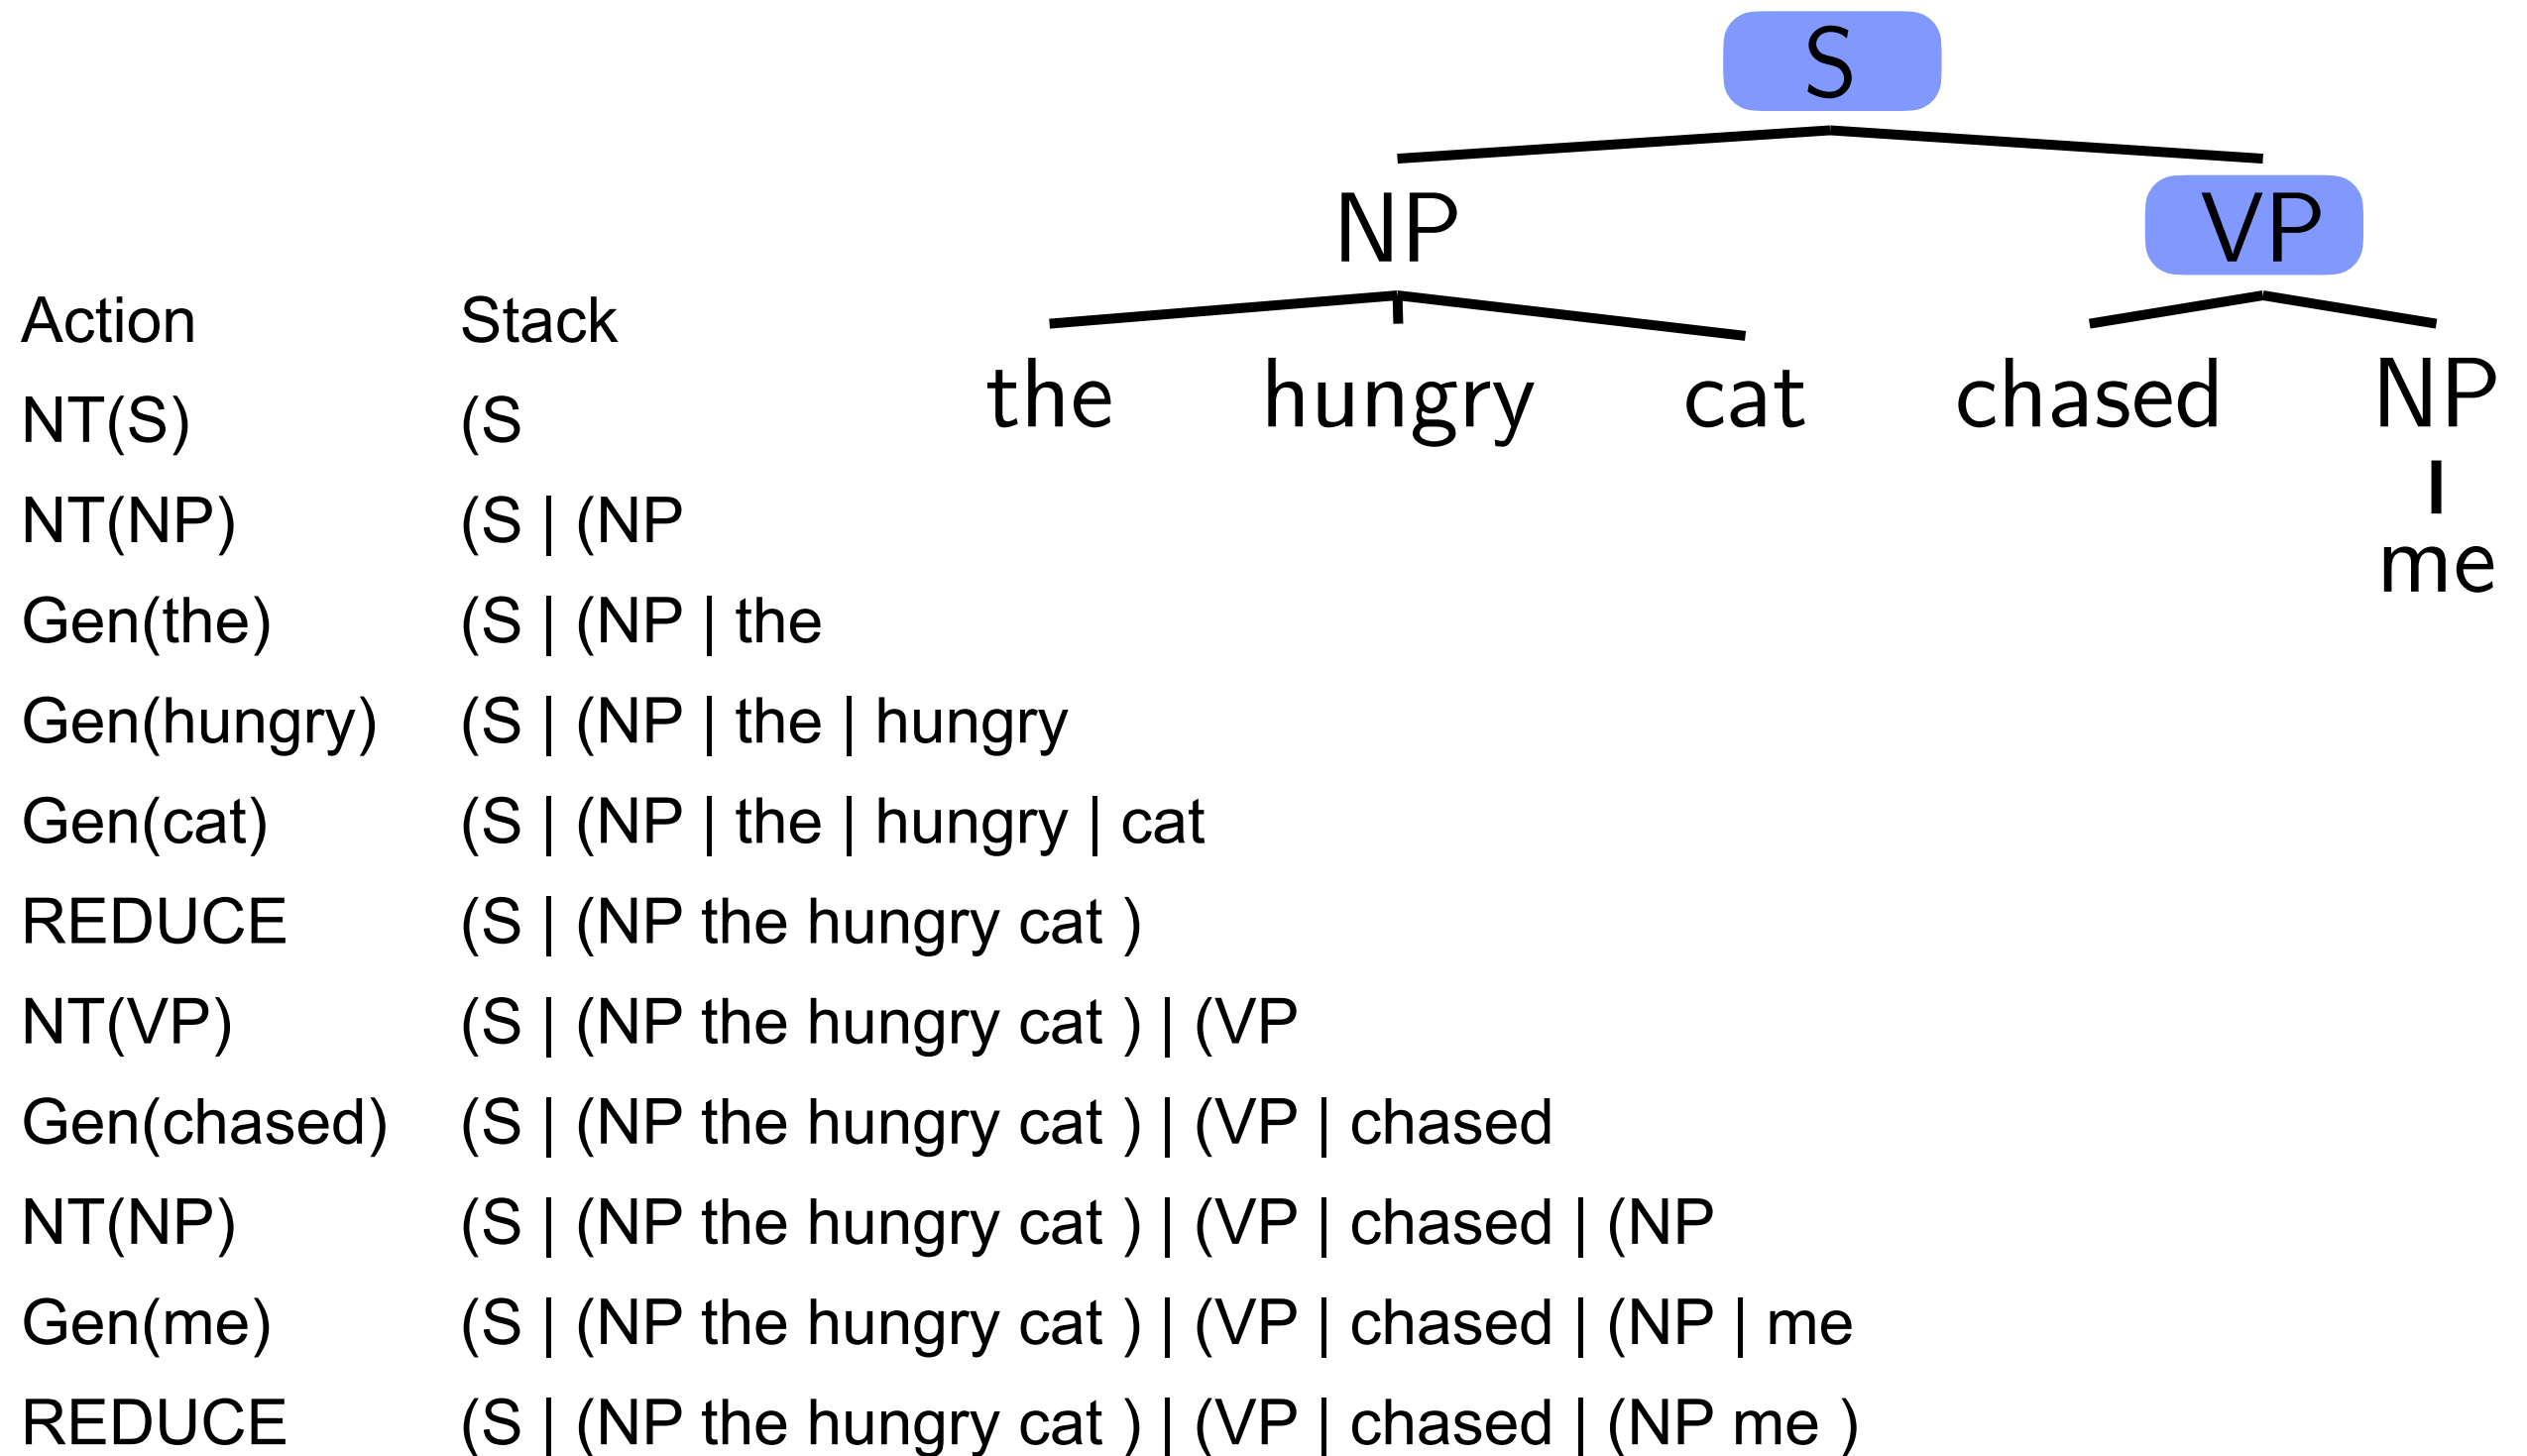 S
NP VP
the hungry cat chased NP
me
Action Stack
NT(S) (S
NT(NP) (S | (NP
Gen(the) (S | (NP | the
Gen(hungry) (S | (NP | the | hungry
Gen(cat) (S | (NP | the | hungry | cat
REDUCE (S | (NP the hungry cat )
NT(VP) (S | (NP the hungry cat ) | (VP
Gen(chased) (S | (NP the hungry cat ) | (VP | chased
NT(NP) (S | (NP the hungry cat ) | (VP | chased | (NP
Gen(me) (S | (NP the hungry cat ) | (VP | chased | (NP | me
REDUCE (S | (NP the hungry cat ) | (VP | chased | (NP me )